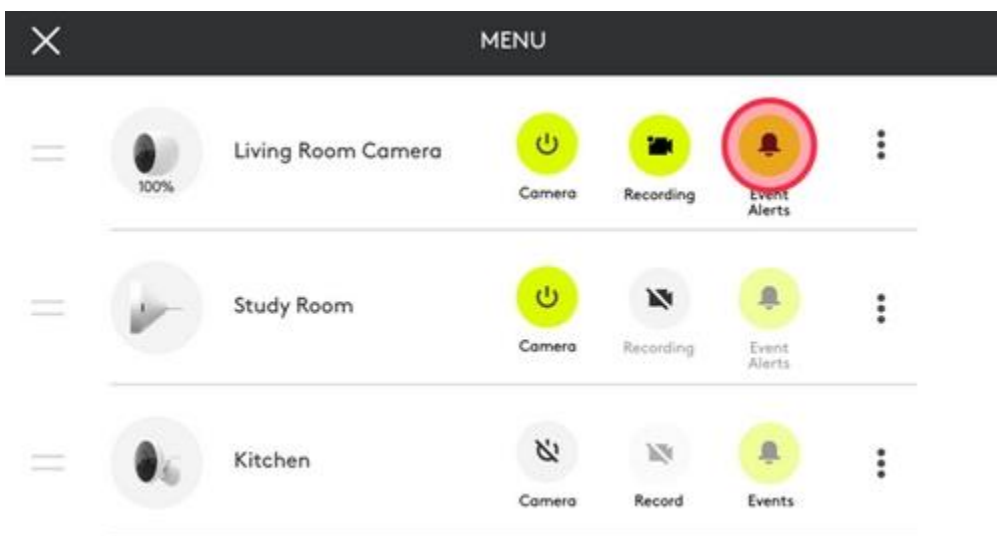 MENU
100%
Living Room Camera
Camera
Recording
Event
Alerts
Study Room
Camera
Recording
Event
Alerts
Kitchen
Camera
Record
Events